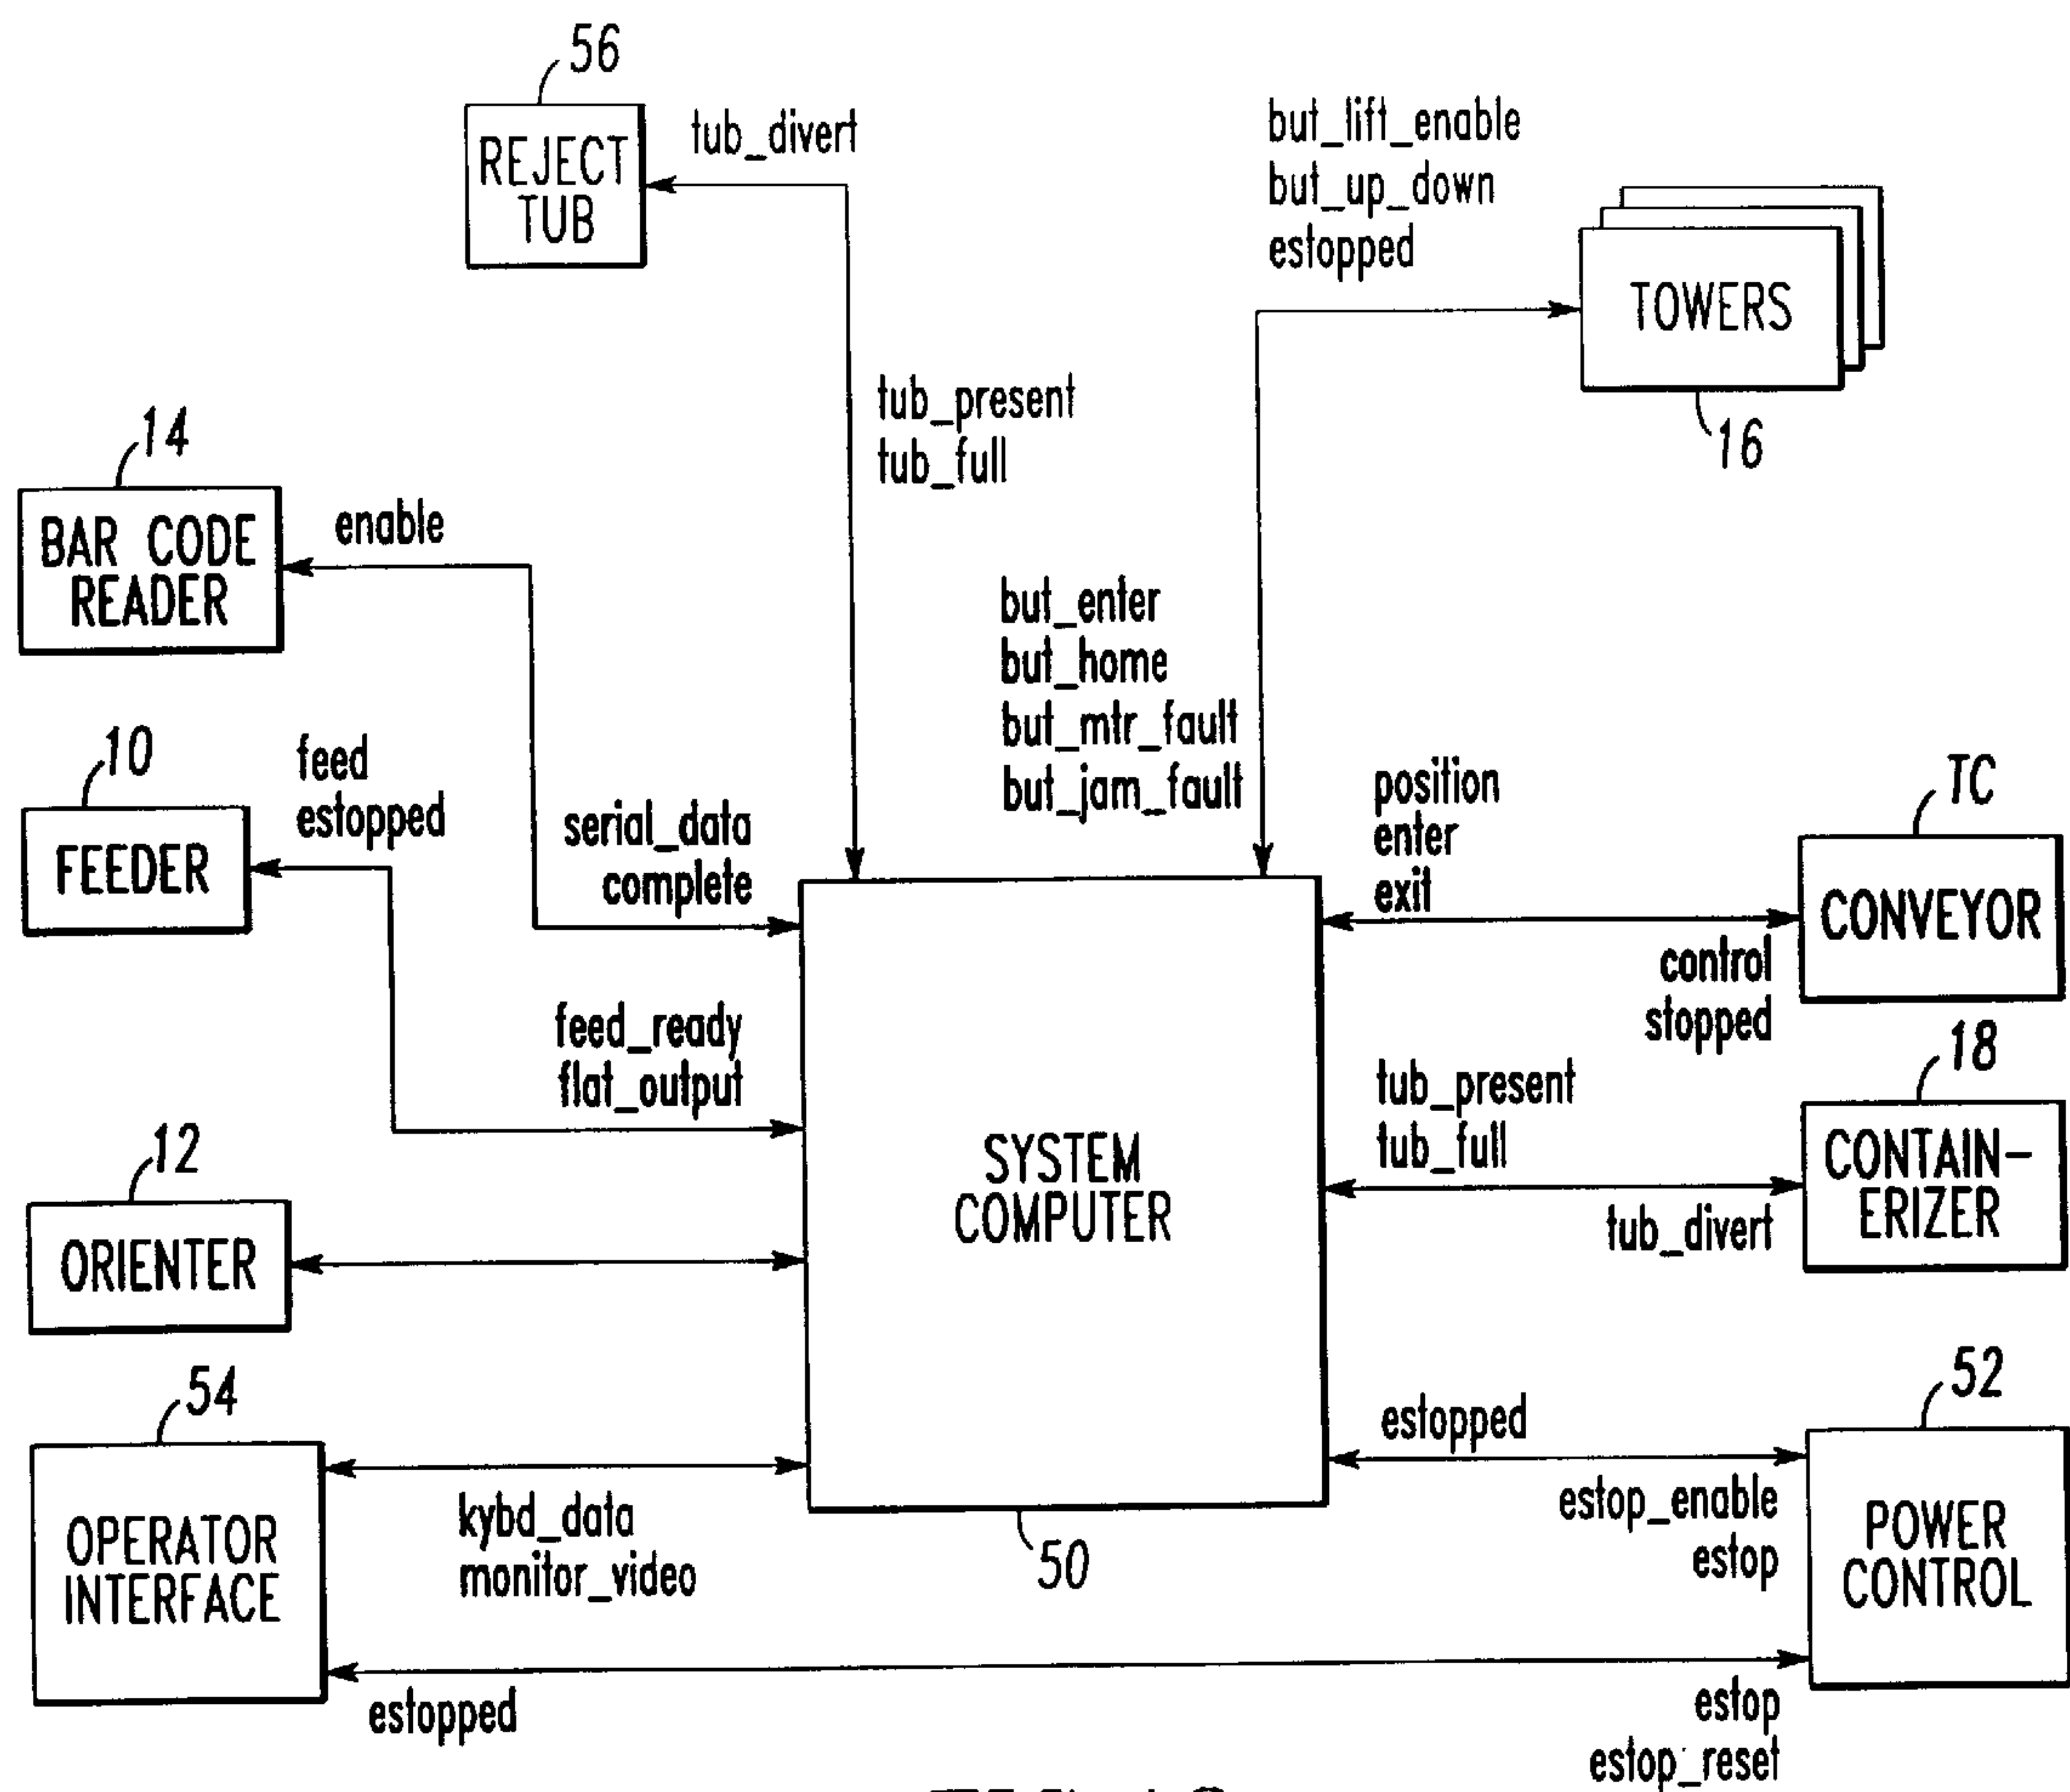 56
REJECT
TUB
tub_divert
but_lift_enable
but_up_down
estopped
TOWERS
16
tub_present
tub_full
14
BAR CODE
READER
enable
but_enter
but_home
but_mtr_fault
but_jam_fault
10
FEEDER
feed
estopped
serial_data
complete
position
enter
exit
TC
CONVEYOR
control
stopped
feed_ready
flat_output
SYSTEM
COMPUTER
50
tub_present
tub_full
18
CONTAIN-
ERIZER
tub_divert
12
ORIENTER
54
OPERATOR
INTERFACE
kybd_data
monitor_video
estopped
52
POWER
CONTROL
estop_enable
estop
estopped
estop
estop_reset